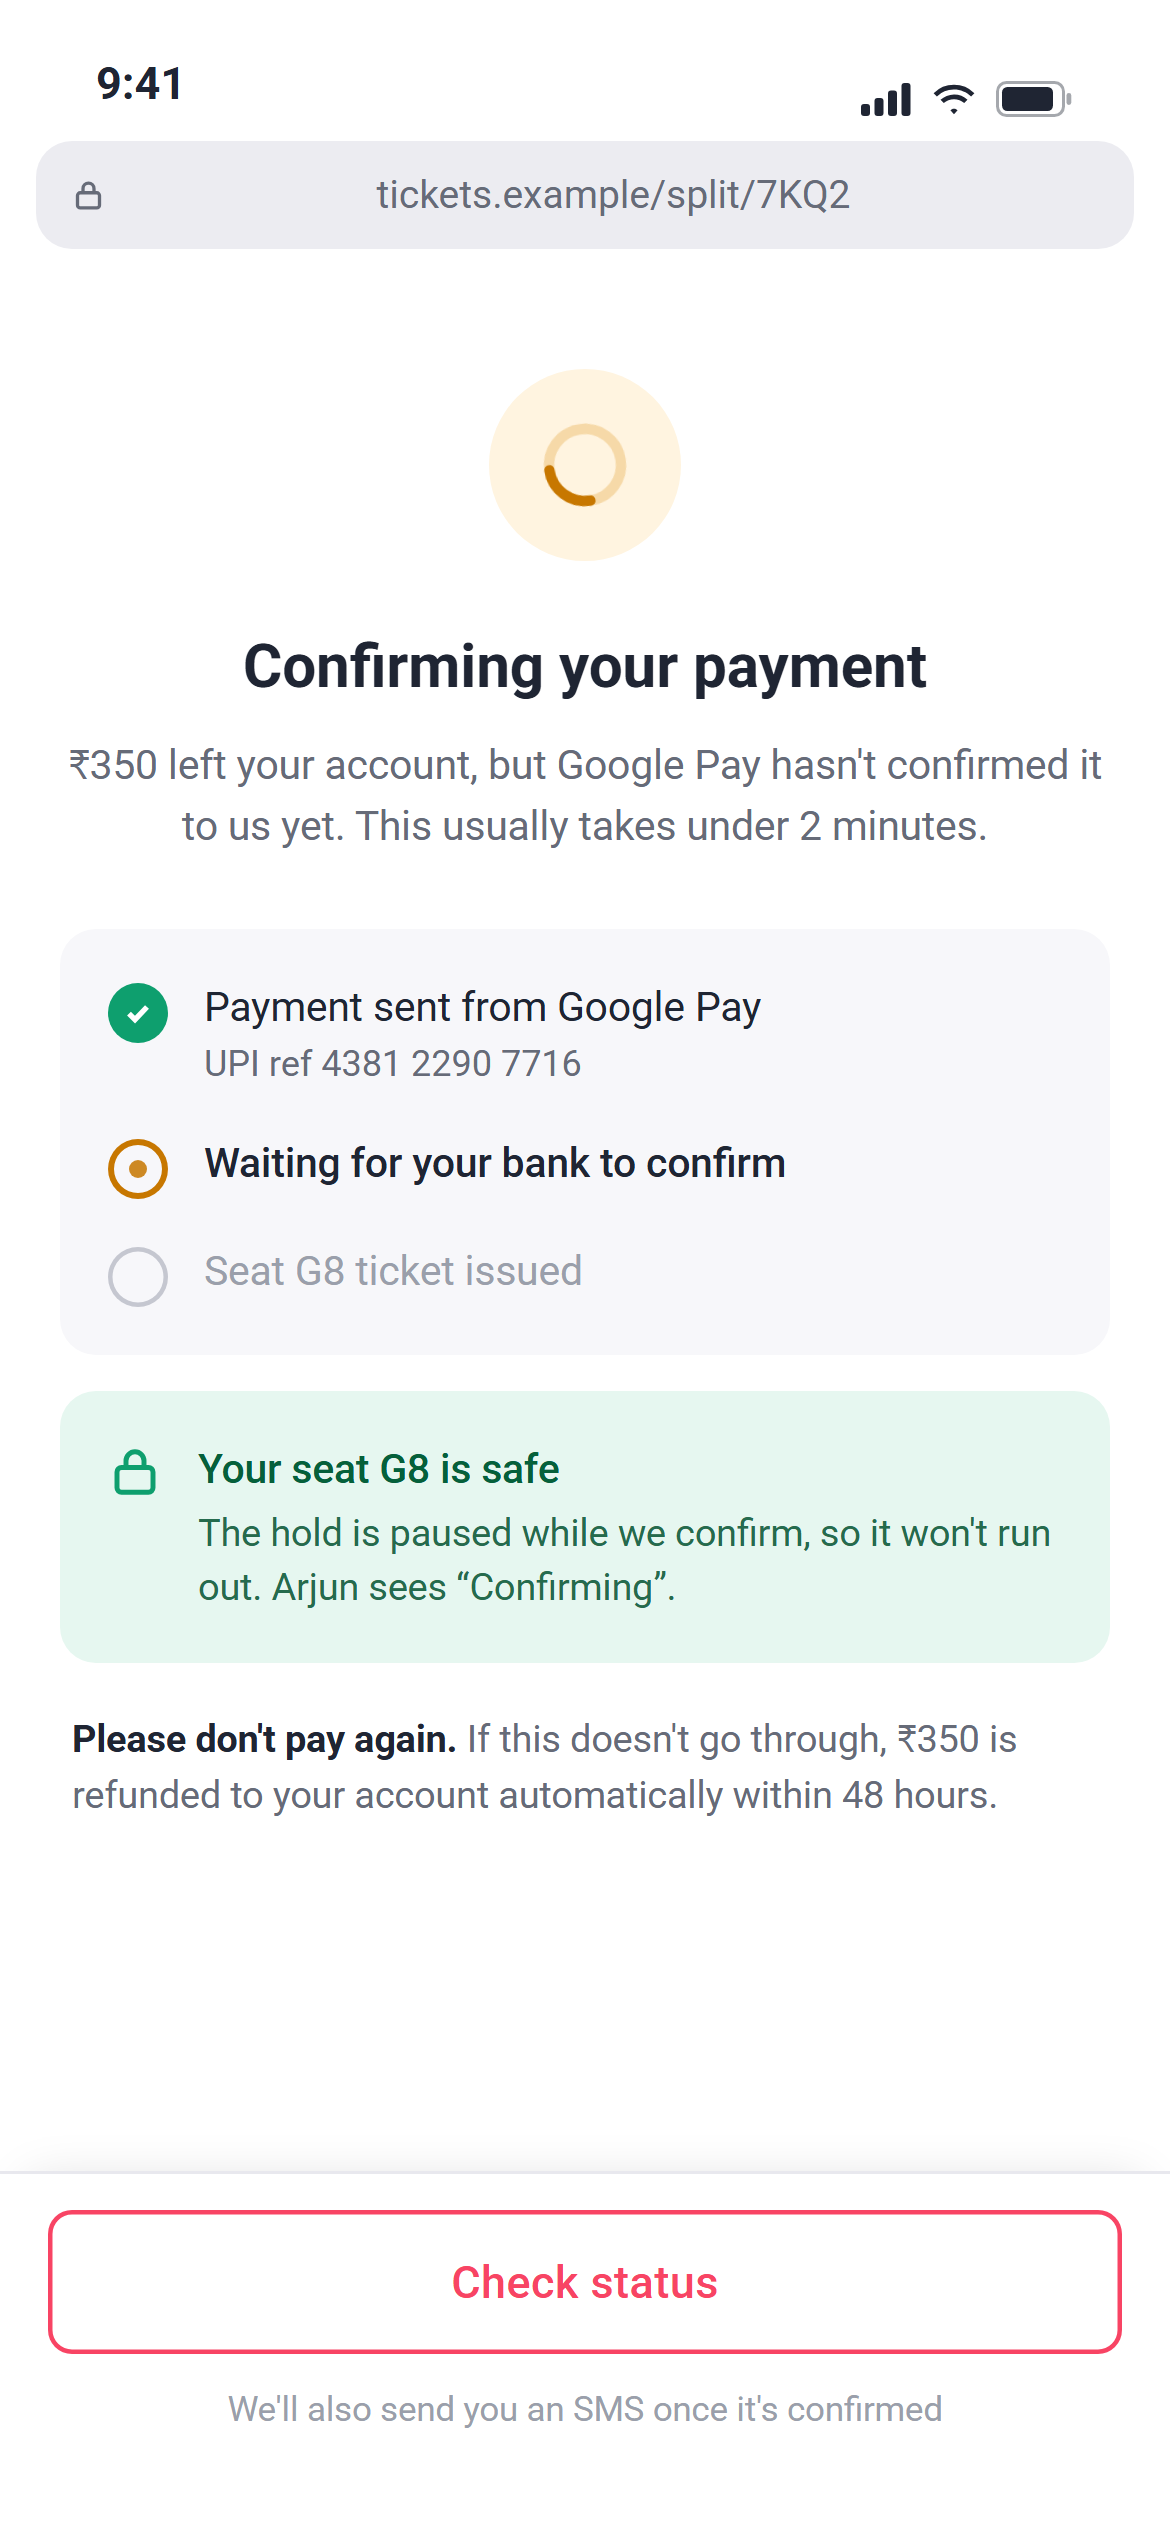 9:41
tickets.example/split/7KQ2
Confirming your payment
₹350 left your account, but Google Pay hasn't confirmed it
to us yet. This usually takes under 2 minutes.
Payment sent from Google Pay
UPI ref 4381 2290 7716
Waiting for your bank to confirm
Seat G8 ticket issued
Your seat G8 is safe
The hold is paused while we confirm, so it won't run
out. Arjun sees “Confirming”.
Please don't pay again. If this doesn't go through, ₹350 is
refunded to your account automatically within 48 hours.
Check status
We'll also send you an SMS once it's confirmed